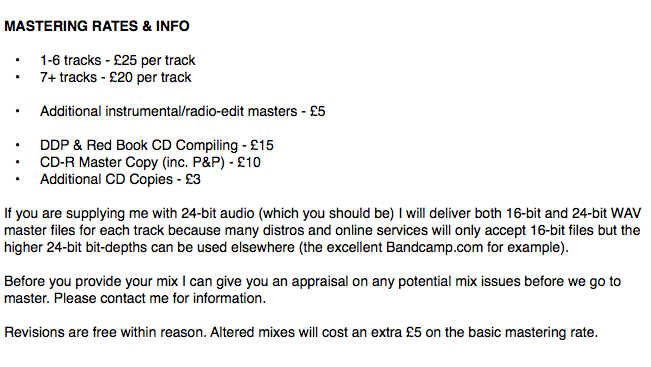 MASTERING RATES & INFO
• 1-6 tracks - £25 per track
• 7+ tracks - £20 per track
• Additional instrumental/radio-edit masters - £5
• DDP & Red Book CD Compiling - £15
• CD-R Master Copy (inc. P&P) - £10
• Additional CD Copies - £3
If you are supplying me with 24-bit audio (which you should be) I will deliver both 16-bit and 24-bit WAV
master files for each track because many distros and online services will only accept 16-bit files but the
higher 24-bit bit-depths can be used elsewhere (the excellent Bandcamp.com for example).
Before you provide your mix I can give you an appraisal on any potential mix issues before we go to
master. Please contact me for information.
Revisions are free within reason. Altered mixes will cost an extra £5 on the basic mastering rate.